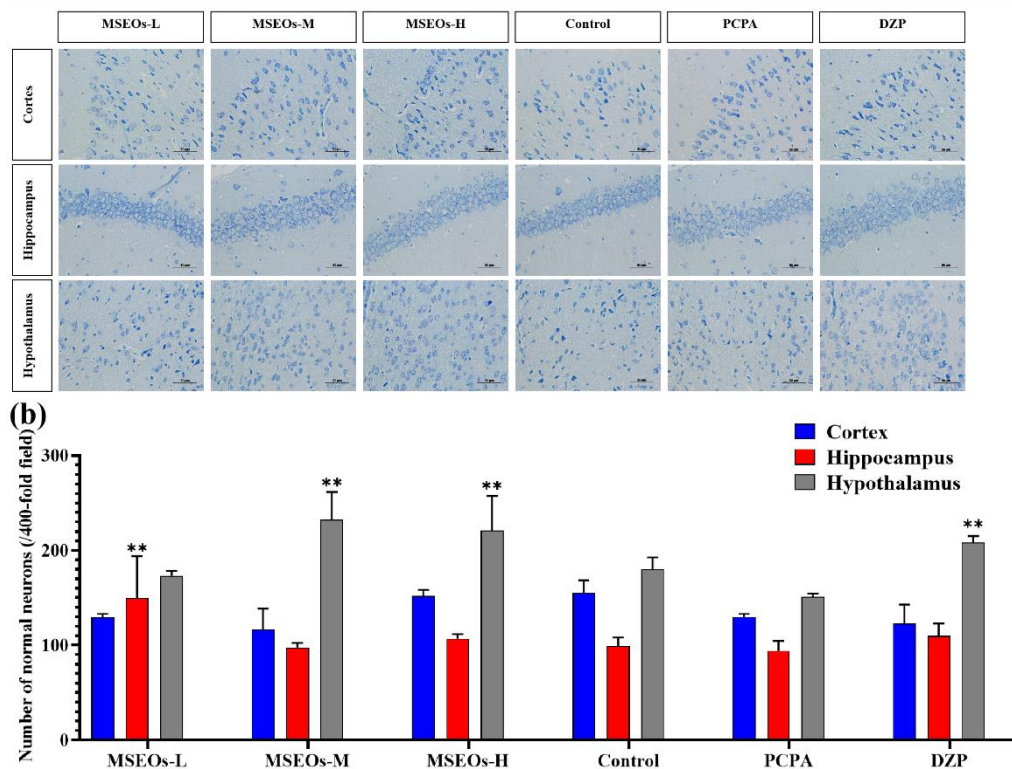 MSEOs-L MSEOs-M MSEOs-H Control PCPA DZP
Cortes
Hippocampus
Hypothalamus
(b)
Number of normal neurons (/400-fold field)
300
200
100
0
Cortex
Hippocampus
Hypothalamus
**
**
**
**
MSEOs-L MSEOs-M MSEOs-H Control PCPA DZP